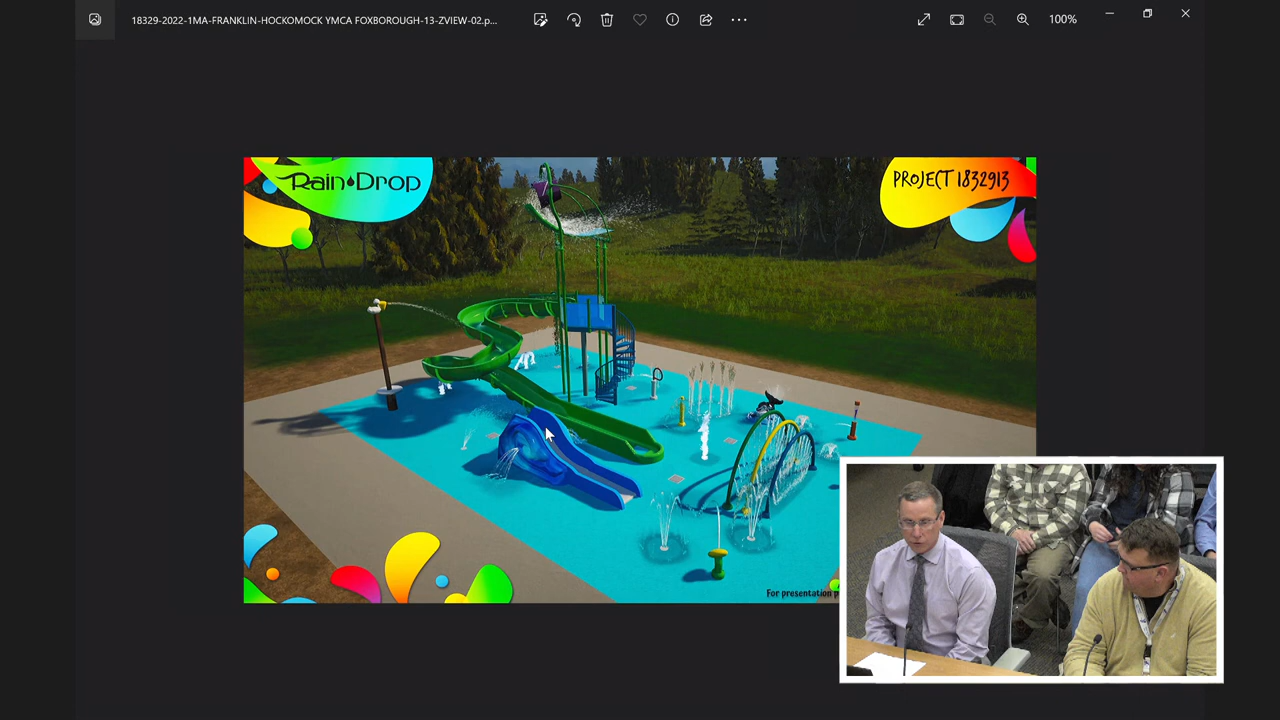 18329-2022-1MA-FRANKLIN-HOCKOMOCK YMCA FOXBOROUGH-13-ZVIEW-02.p...
100%
Rain Drop
PROJECT 1832913
For presentation p